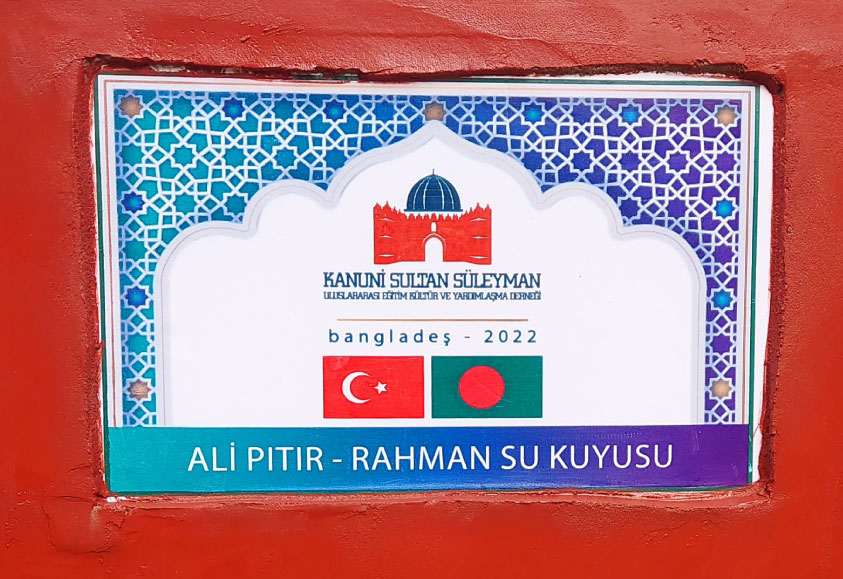 KANUNİ SULTAN SÜLEYMAN
ULUSLARARASI EĞİTİM KÜLTÜR VE YARDIMLAŞMA DERNEĞİ
bangladeş - 2022
ALİ PITIR - RAHMAN SU KUYUSU